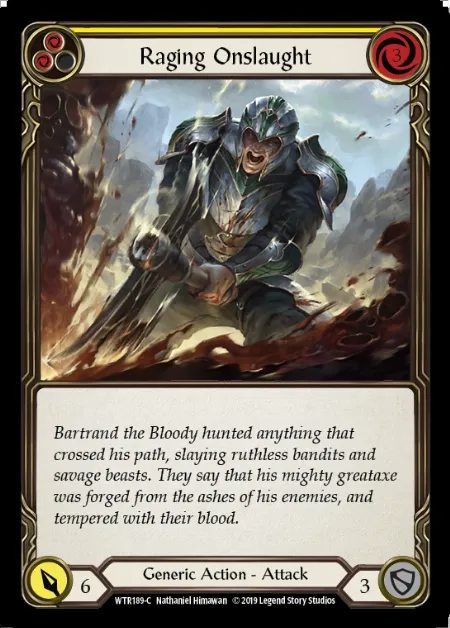 Raging Onslaught
3
Bartrand the Bloody hunted anything that
crossed his path, slaying ruthless bandits and
savage beasts. They say that his mighty greataxe
was forged from the ashes of his enemies, and
tempered with their blood.
6
Generic Action - Attack
3
WTR189-C Nathaniel Himawan © 2019 Legend Story Studios